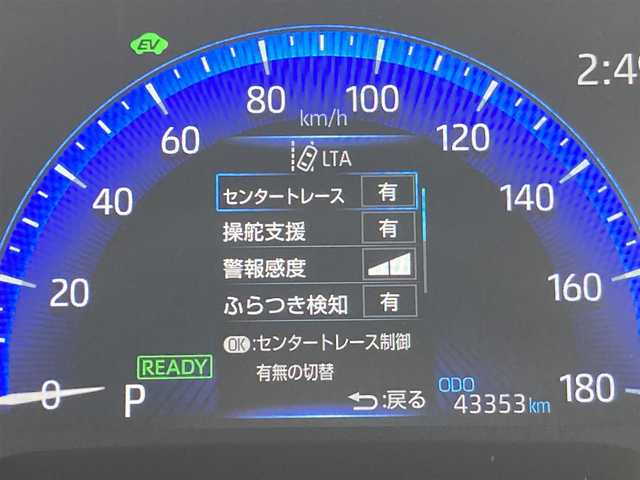 EV
2:4
0
20
40
60
80
100
120
140
160
180
km/h
LTA
センタートレース 有
操舵支援 有
警報感度
ふらつき検知 有
OK:センタートレース制御
有無の切替
:戻る
READY
P
ODO
43353km